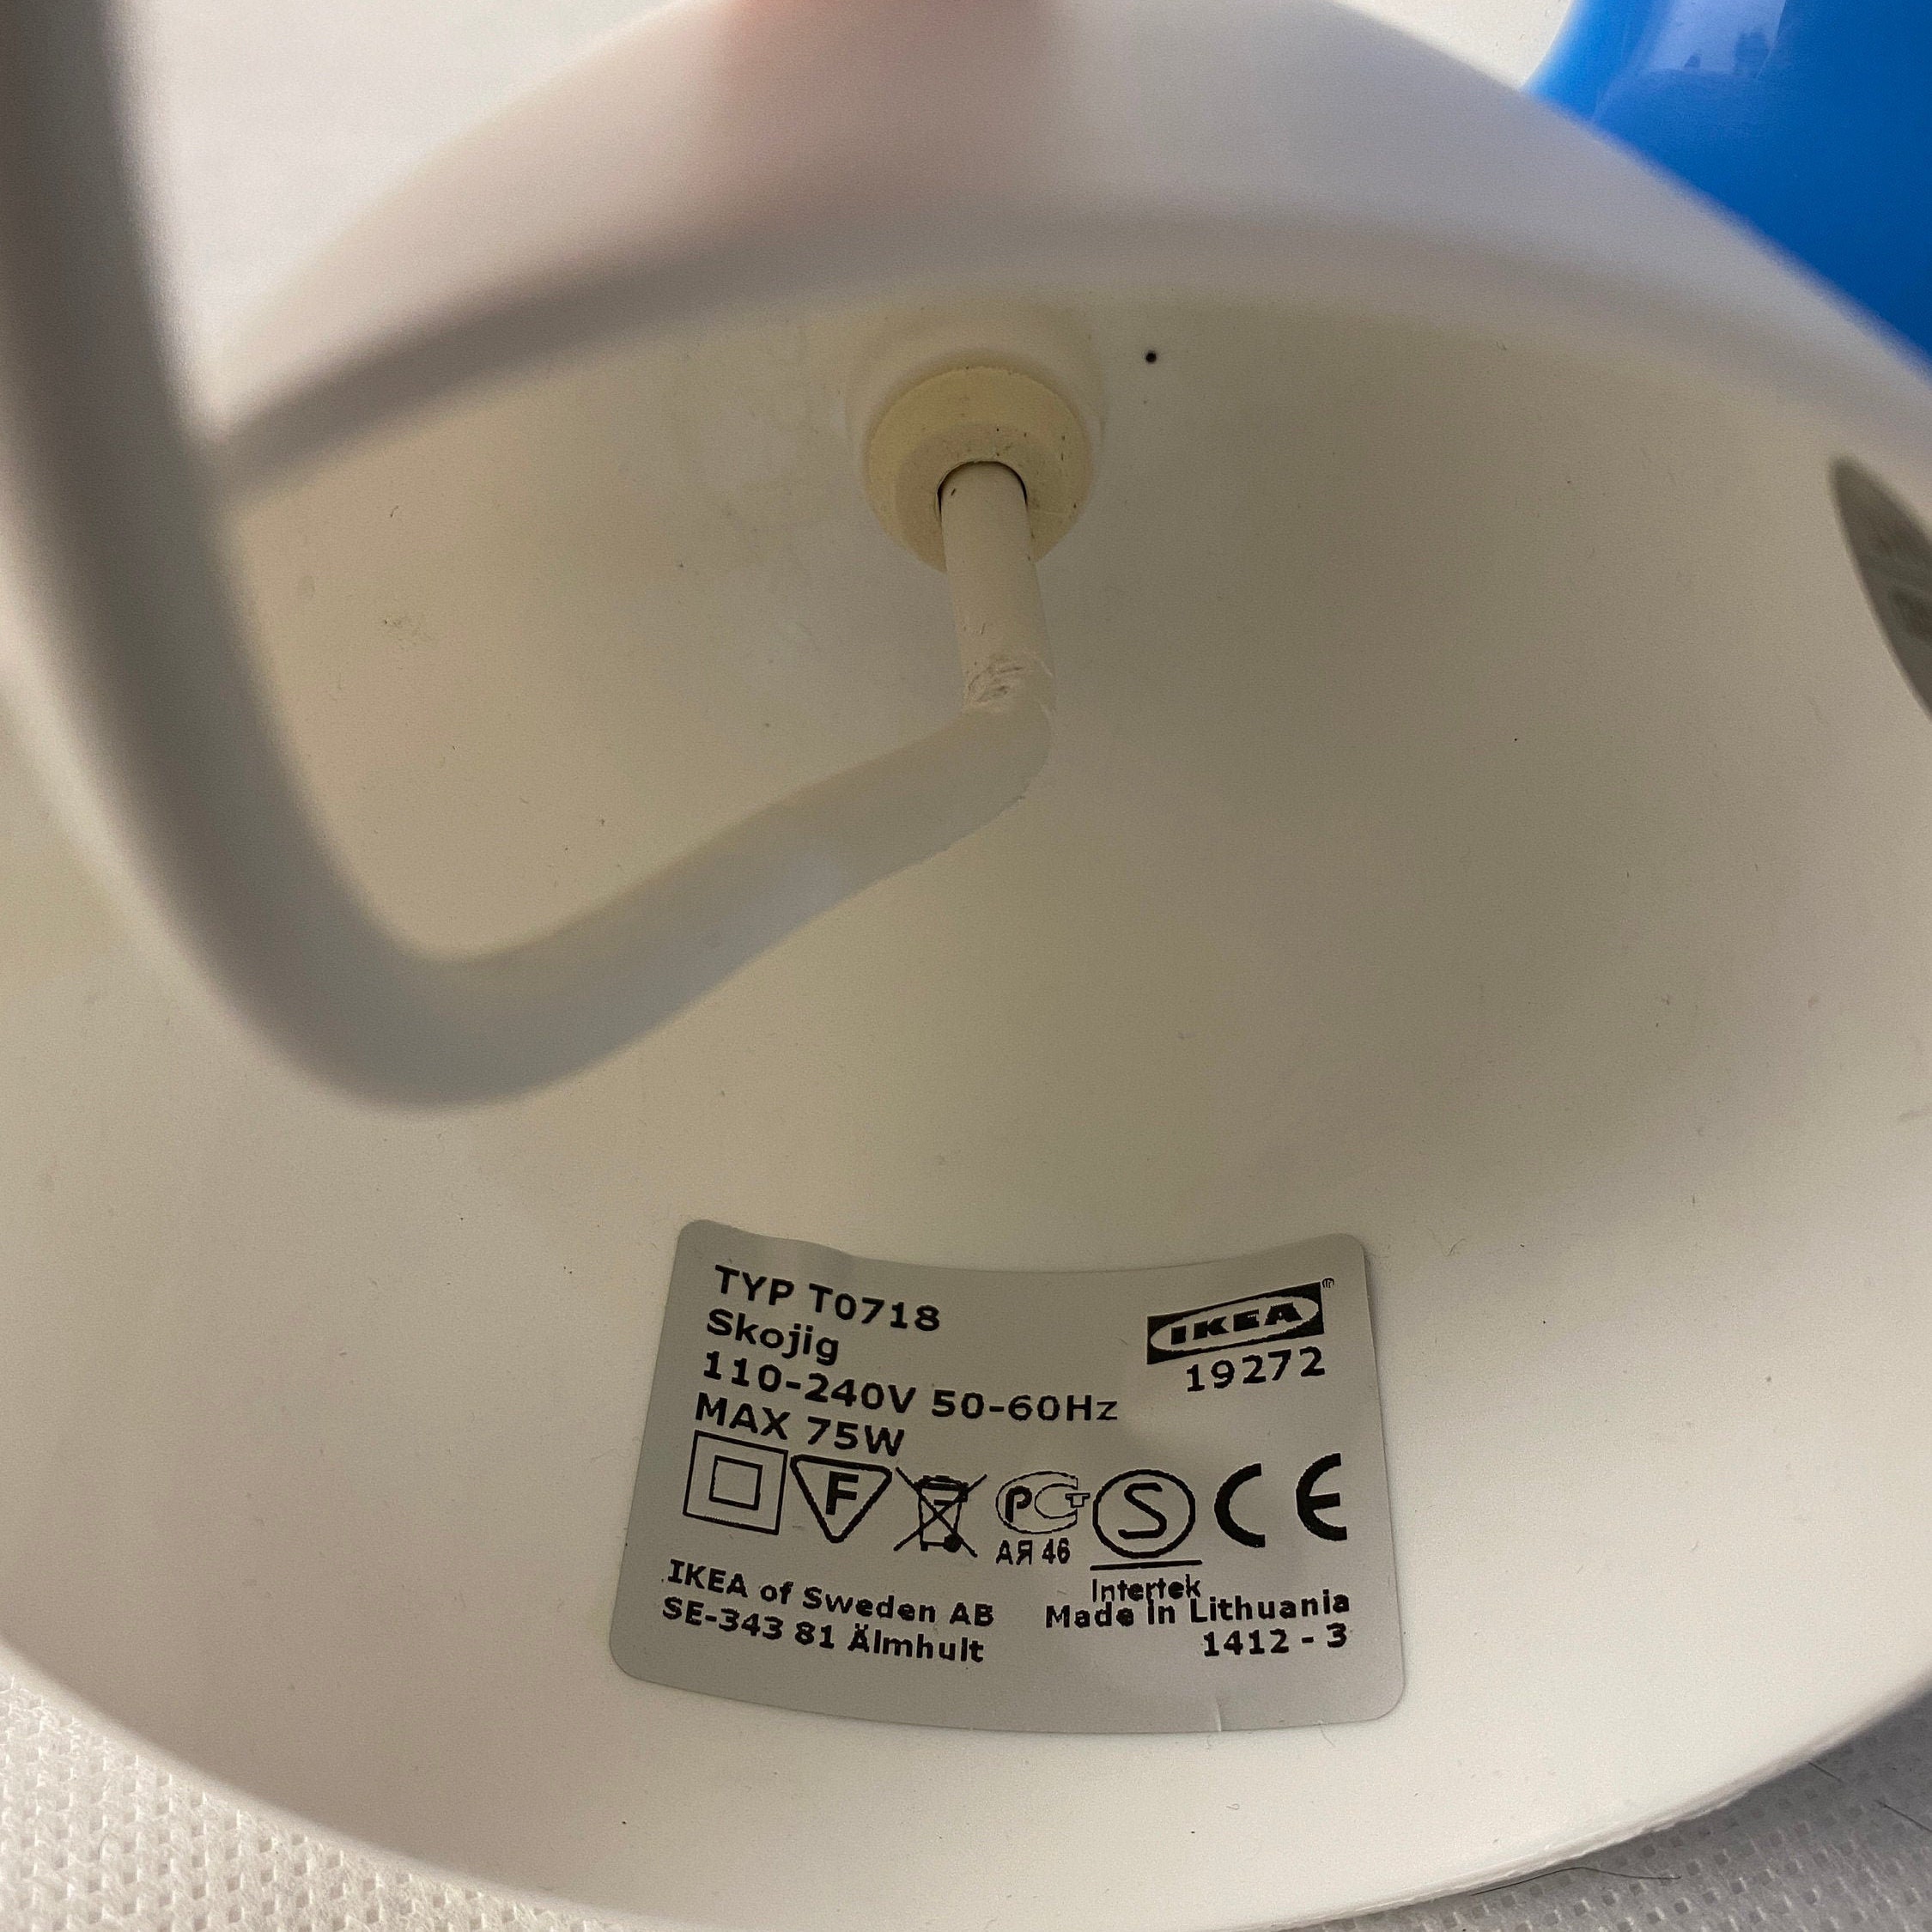 TYP T0718
Skojig
110-240V 50-60Hz
MAX 75W
IKEA®
19272
F
PCT
АЯ 46
S
Intertek
CE
IKEA of Sweden AB
SE-343 81 Älmhult
Made in Lithuania
1412 - 3